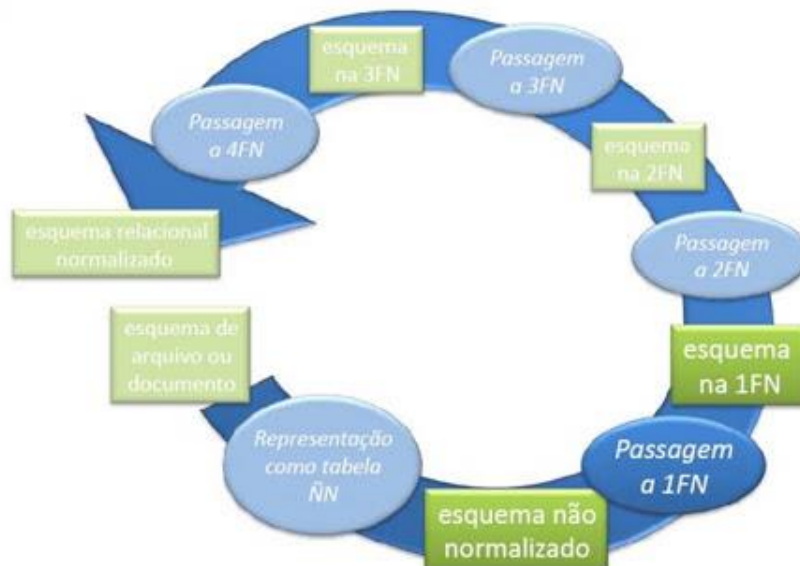 esquema
na 3FN
Passagem
a 3FN
Passagem
a 4FN
esquema
na 2FN
esquema relacional
normalizado
Passagem
a 2FN
esquema de
arquivo ou
documento
esquema
na 1FN
Representação
como tabela
ÑN
Passagem
a 1FN
esquema não
normalizado